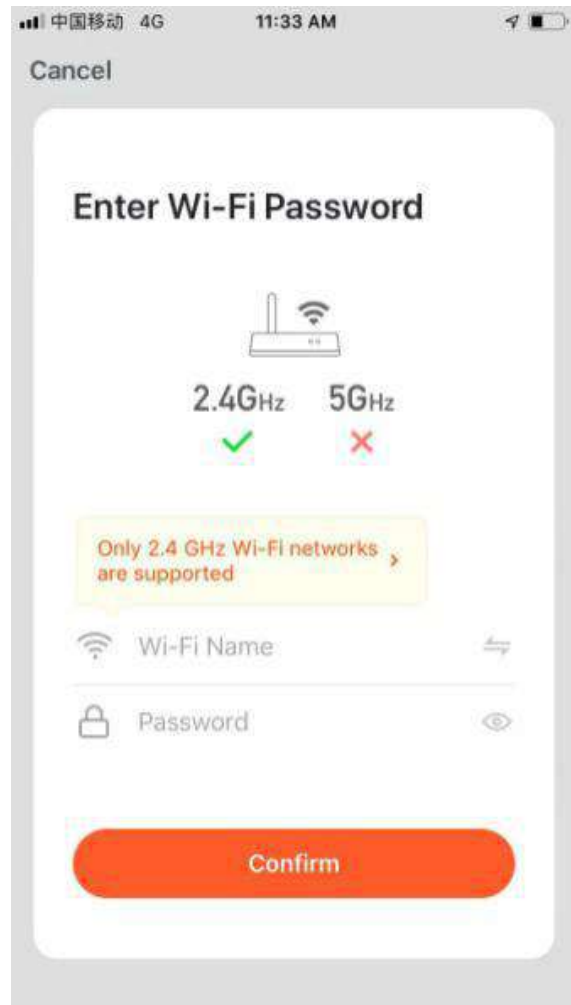 中国移动 4G 11:33 AM
Cancel
Enter Wi-Fi Password
2.4GHz 5GHz
Only 2.4 GHz Wi-Fi networks
are supported
Wi-Fi Name
Password
Confirm